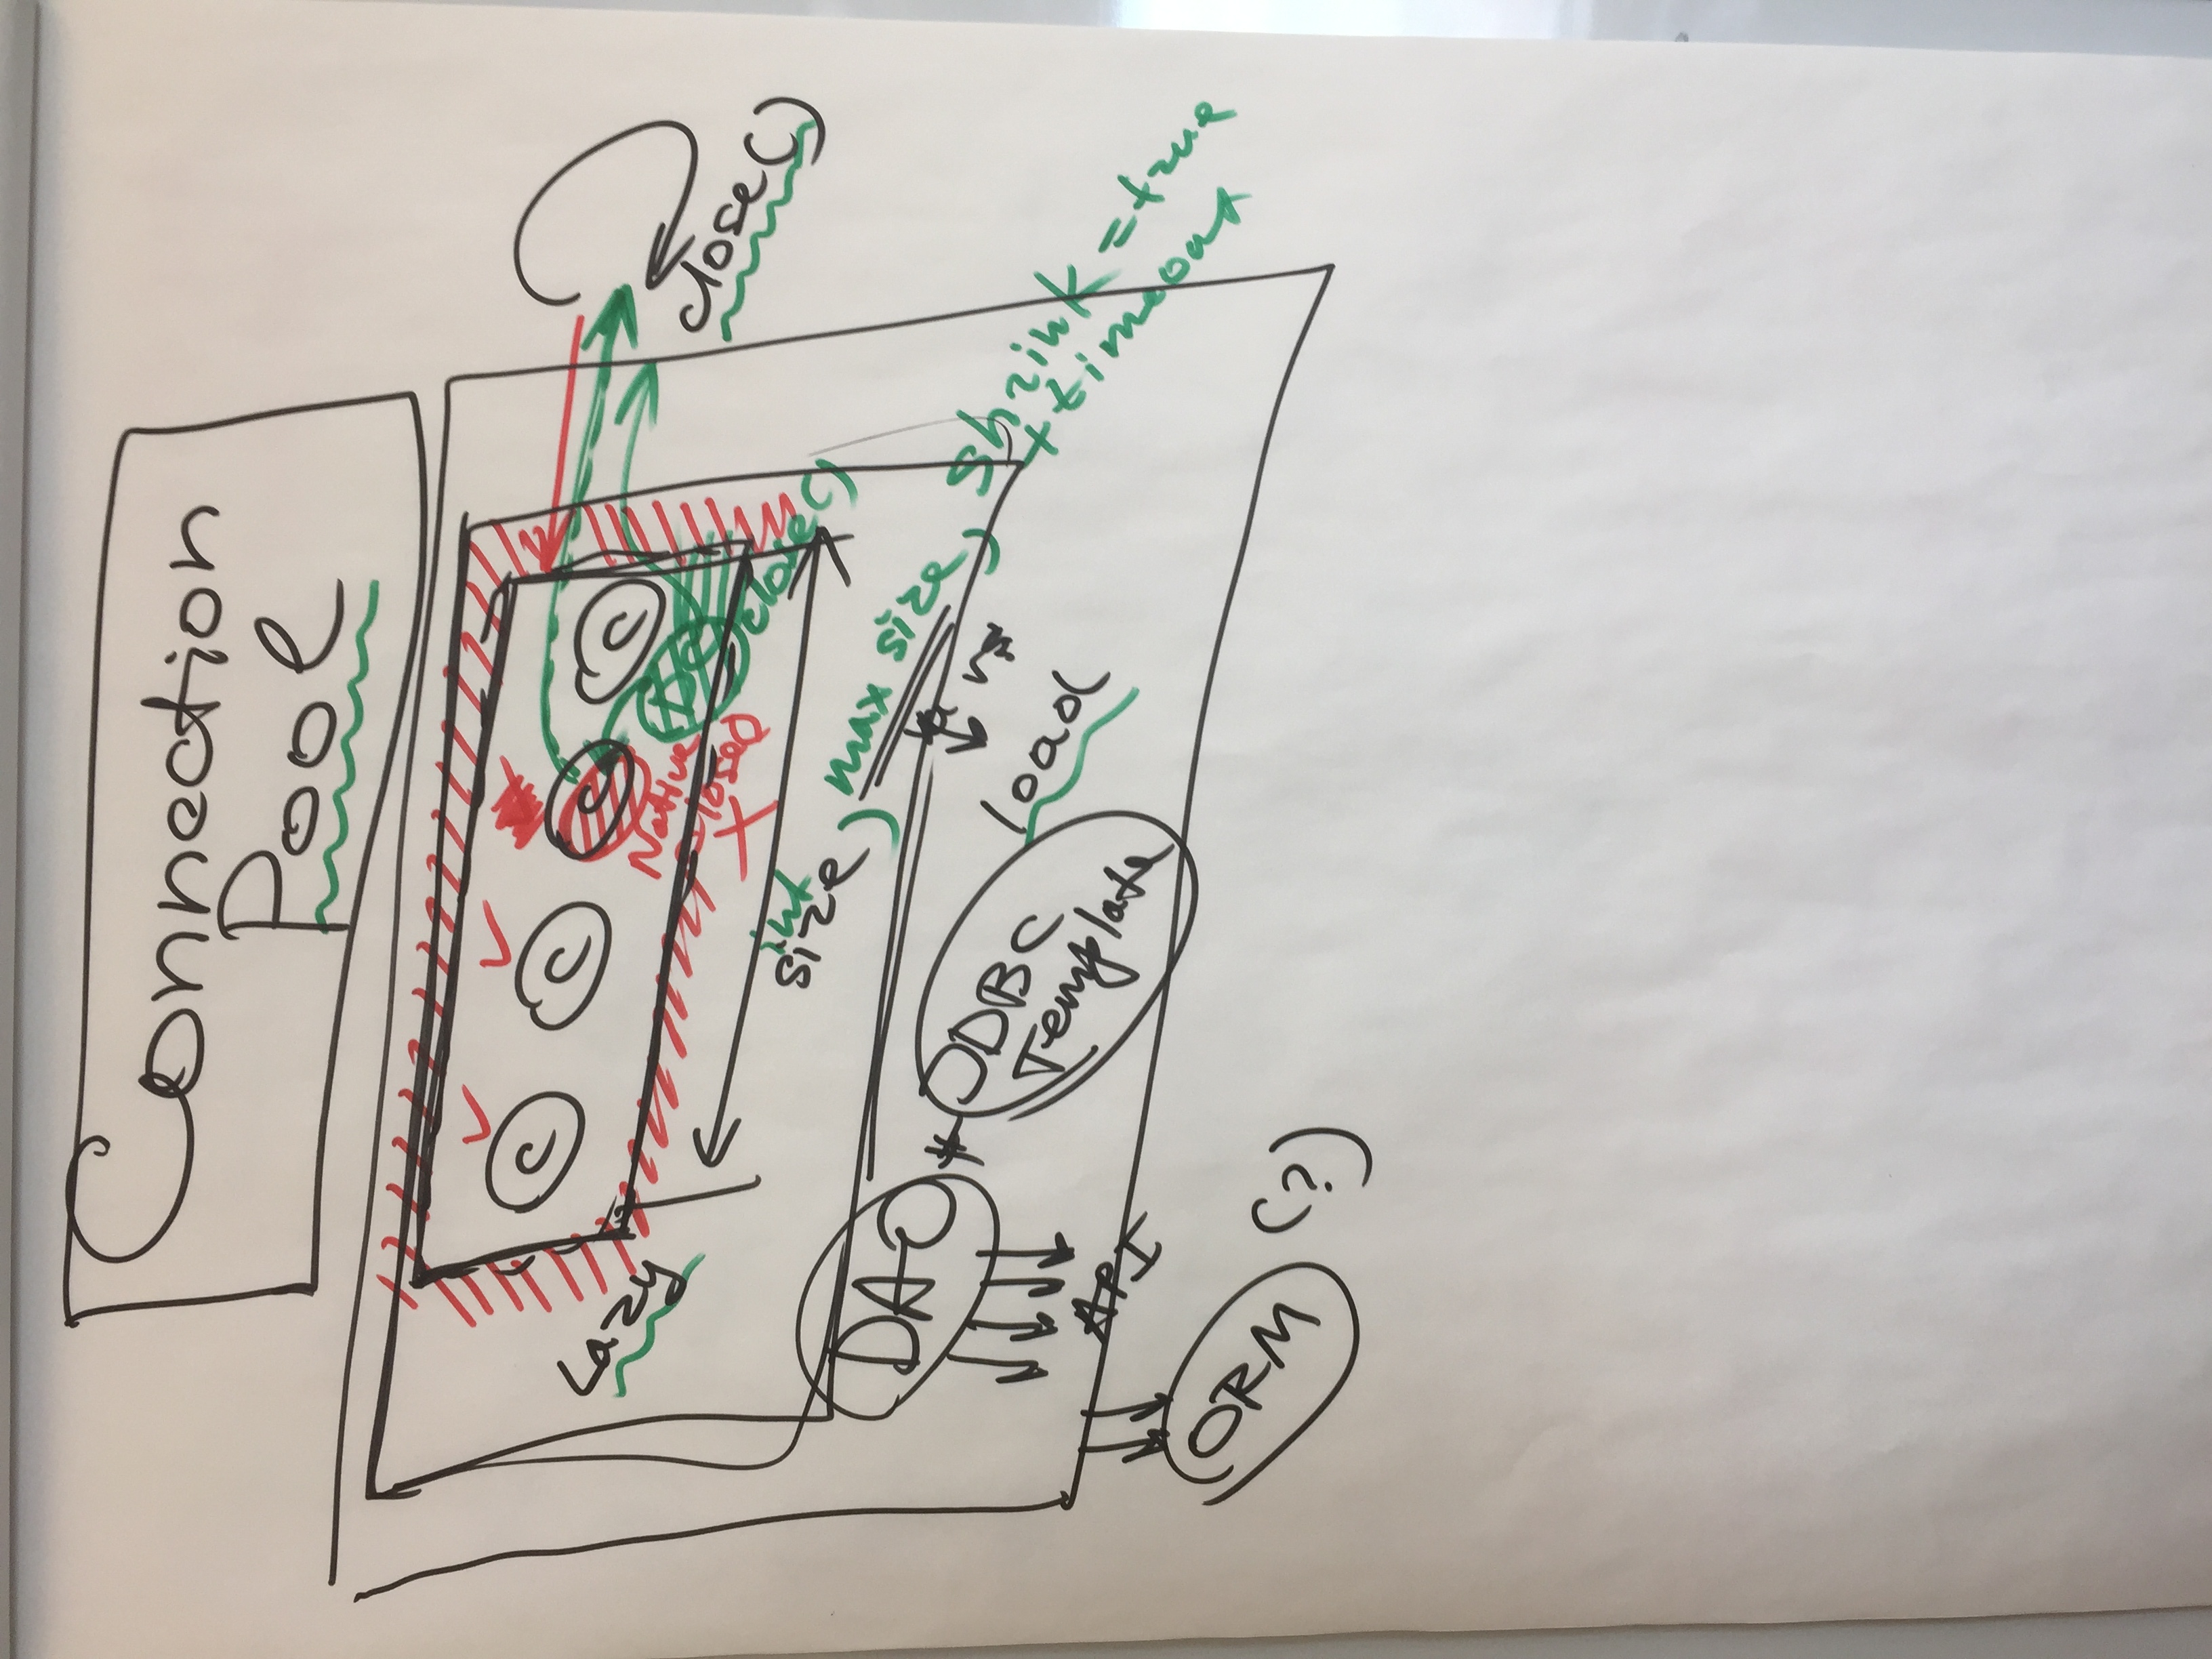 Connection
Pool
C
C
C
C
Lazy
Native
closed
DC
close()
close()
int
size, max size, shrink=true
+timeout
DAO
JDBC
Template
load
API
ORM (?)